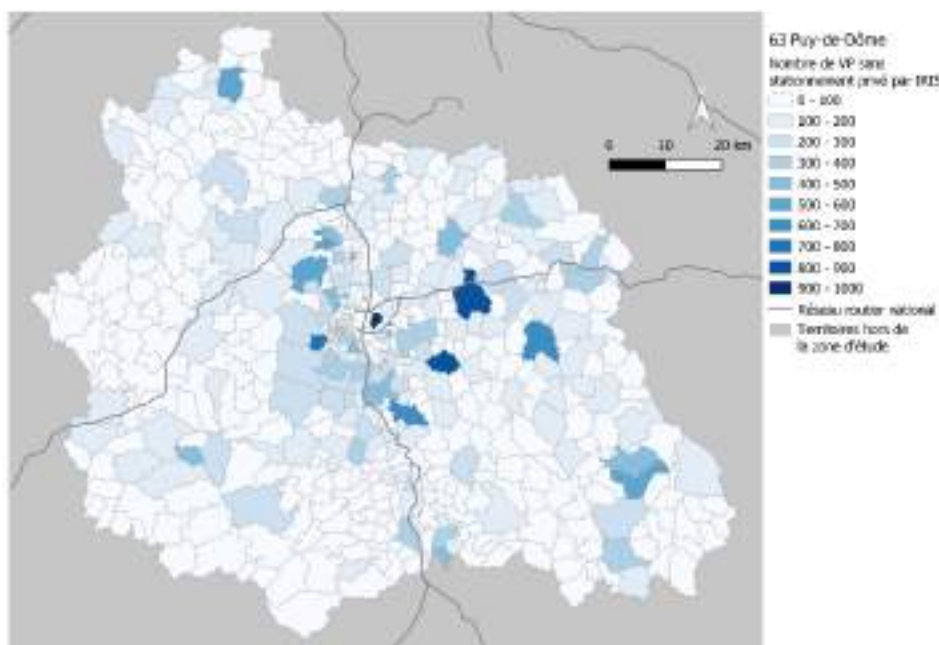 63 Puy-de-Dôme
Nombre de VP sans
stationnement privé par IRIS
0 - 100
100 - 200
200 - 300
300 - 400
400 - 500
500 - 600
600 - 700
700 - 800
800 - 900
900 - 1000
Réseau routier national
Territoires hors de
la zone d'étude
0 10 20 km